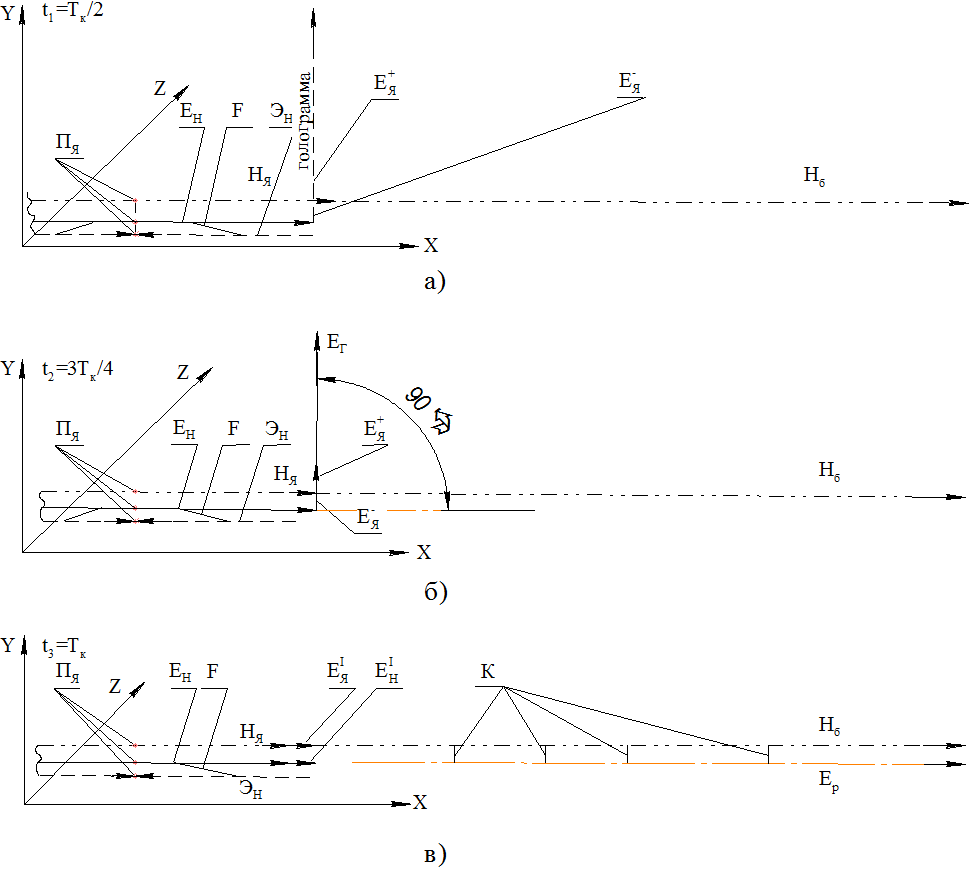 Y t₁=Tк/2
Z Eн F Эн голограмма E⁺я E⁻я
Пя Hя Hб
X
а)
Y t₂=3Tк/4
Z Eг
90
Пя Eн F Эн E⁺я
Hя Hб
E⁻я
X
б)
Y t₃=Tк
Пя Z Eн F Eᴵя Eᴵн K
Hя Hб
Эн Eр
X
в)